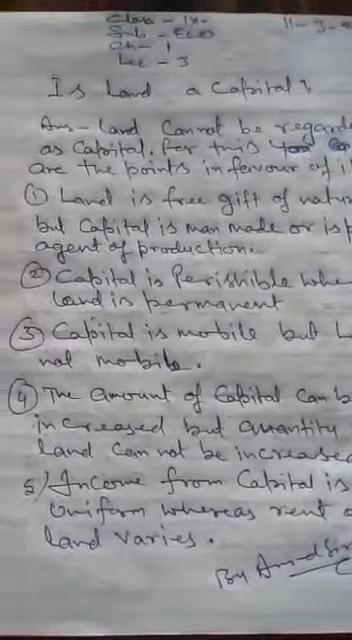 Class - IX
Sub - ECO
Ch - 1
Lec - 3
11-3-
Is Land a Capital?
Ans - Land Cannot be regard
as Capital. for this
are the points in favour of i
① Land is free gift of natu
but Capital is man made or is
agent of production.
② Capital is Perishible whe
land is permanent
③ Capital is mobile but L
not mobile.
④ The amount of Capital can b
increased but quantity
land can not be increased
5) Income from Capital is
Uniform whereas rent o
land varies.
By